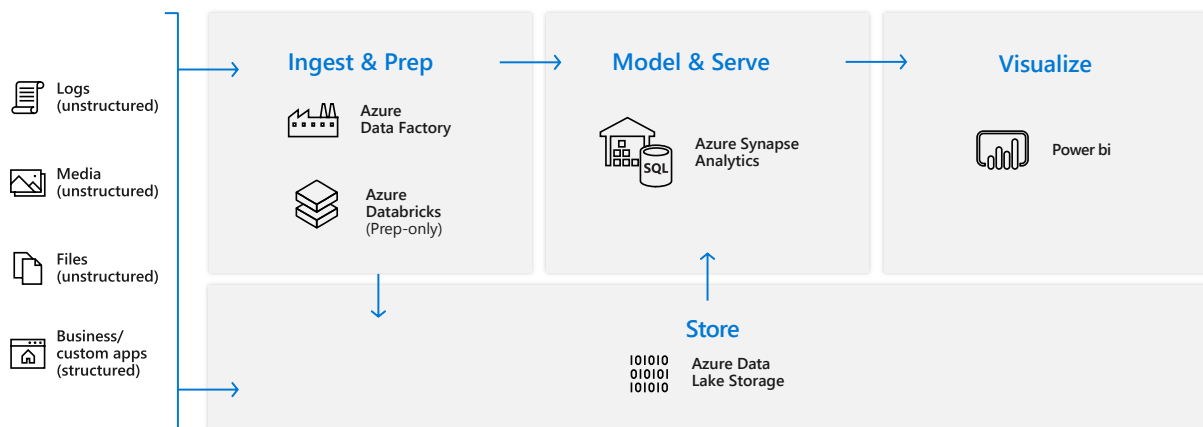 Logs
(unstructured)
Media
(unstructured)
Files
(unstructured)
Business/
custom apps
(structured)
Ingest & Prep
Azure
Data Factory
Azure
Databricks
(Prep-only)
Model & Serve
SQL
Azure Synapse
Analytics
Visualize
Power bi
Store
101010
010101
101010
Azure Data
Lake Storage